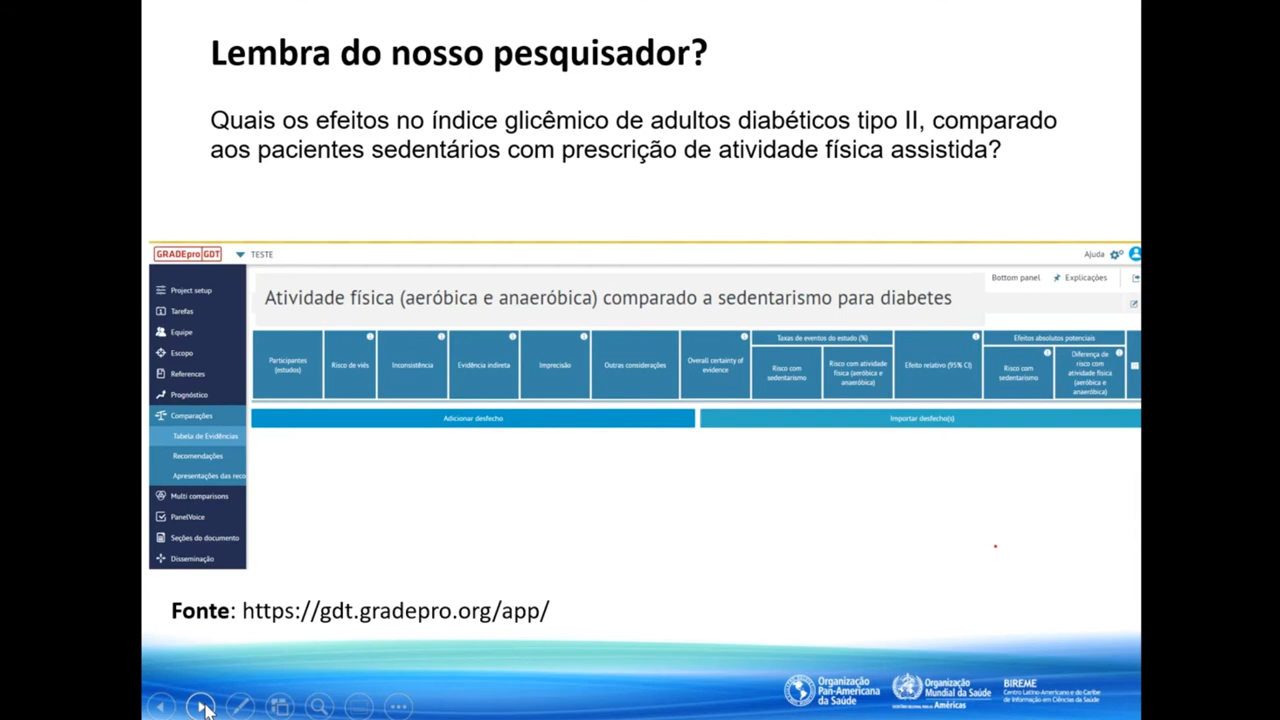 Lembra do nosso pesquisador?
Quais os efeitos no índice glicêmico de adultos diabéticos tipo II, comparado
aos pacientes sedentários com prescrição de atividade física assistida?
GRADEpro GDT
TESTE
Ajuda
Project setup
Tarefas
Equipe
Escopo
References
Prognóstico
Comparações
Tabela de Evidências
Recomendações
Apresentações das reco
Multi comparisons
PanelVoice
Seções do documento
Disseminação
Bottom panel
Explicações
Atividade física (aeróbica e anaeróbica) comparado a sedentarismo para diabetes
Participantes
(estudos)
Risco de viés
Inconsistência
Evidência indireta
Imprecisão
Outras considerações
Overall certainty of
evidence
Taxas de eventos do estudo (%)
Risco com
sedentarismo
Risco com atividade
física (aeróbica e
anaeróbica)
Efeito relativo (95% CI)
Efeitos absolutos potenciais
Risco com
sedentarismo
Diferença de
risco com
atividade física
(aeróbica e
anaeróbica)
Adicionar desfecho
Importar desfecho(s)
Fonte: https://gdt.gradepro.org/app/
Organização
Pan-Americana
da Saúde
Organização
Mundial da Saúde
Américas
BIREME
Centro Latino-Americano e do Caribe
de Informação em Ciências da Saúde